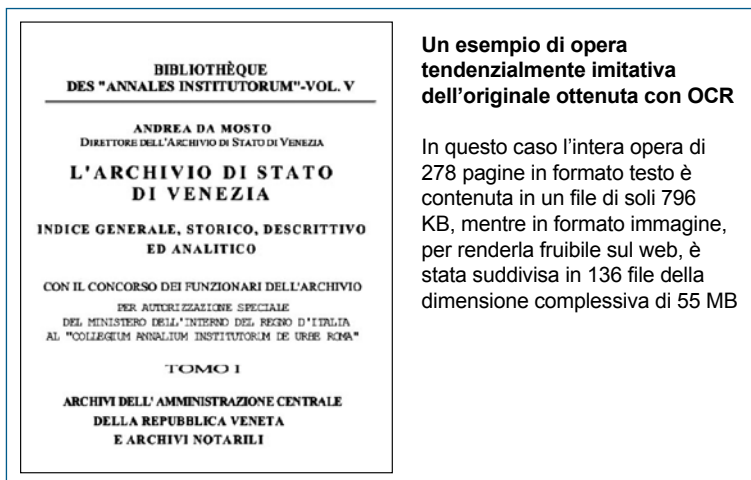 BIBLIOTHÈQUE
DES "ANNALES INSTITUTORUM"-VOL. V
ANDREA DA MOSTO
DIRETTORE DELL'ARCHIVIO DI STATO DI VENEZIA
L'ARCHIVIO DI STATO
DI VENEZIA
INDICE GENERALE, STORICO, DESCRITTIVO
ED ANALITICO
CON IL CONCORSO DEI FUNZIONARI DELL'ARCHIVIO
PER AUTORIZZAZIONE SPECIALE
DEL MINISTERO DELL'INTERNO DEL REGNO D'ITALIA
AL "COLLEGIUM ANNALIUM INSTITUTORUM DE URBE ROMA"
TOMO I
ARCHIVI DELL' AMMINISTRAZIONE CENTRALE
DELLA REPUBBLICA VENETA
E ARCHIVI NOTARILI
Un esempio di opera
tendenzialmente imitativa
dell'originale ottenuta con OCR
In questo caso l'intera opera di
278 pagine in formato testo è
contenuta in un file di soli 796
KB, mentre in formato immagine,
per renderla fruibile sul web, è
stata suddivisa in 136 file della
dimensione complessiva di 55 MB